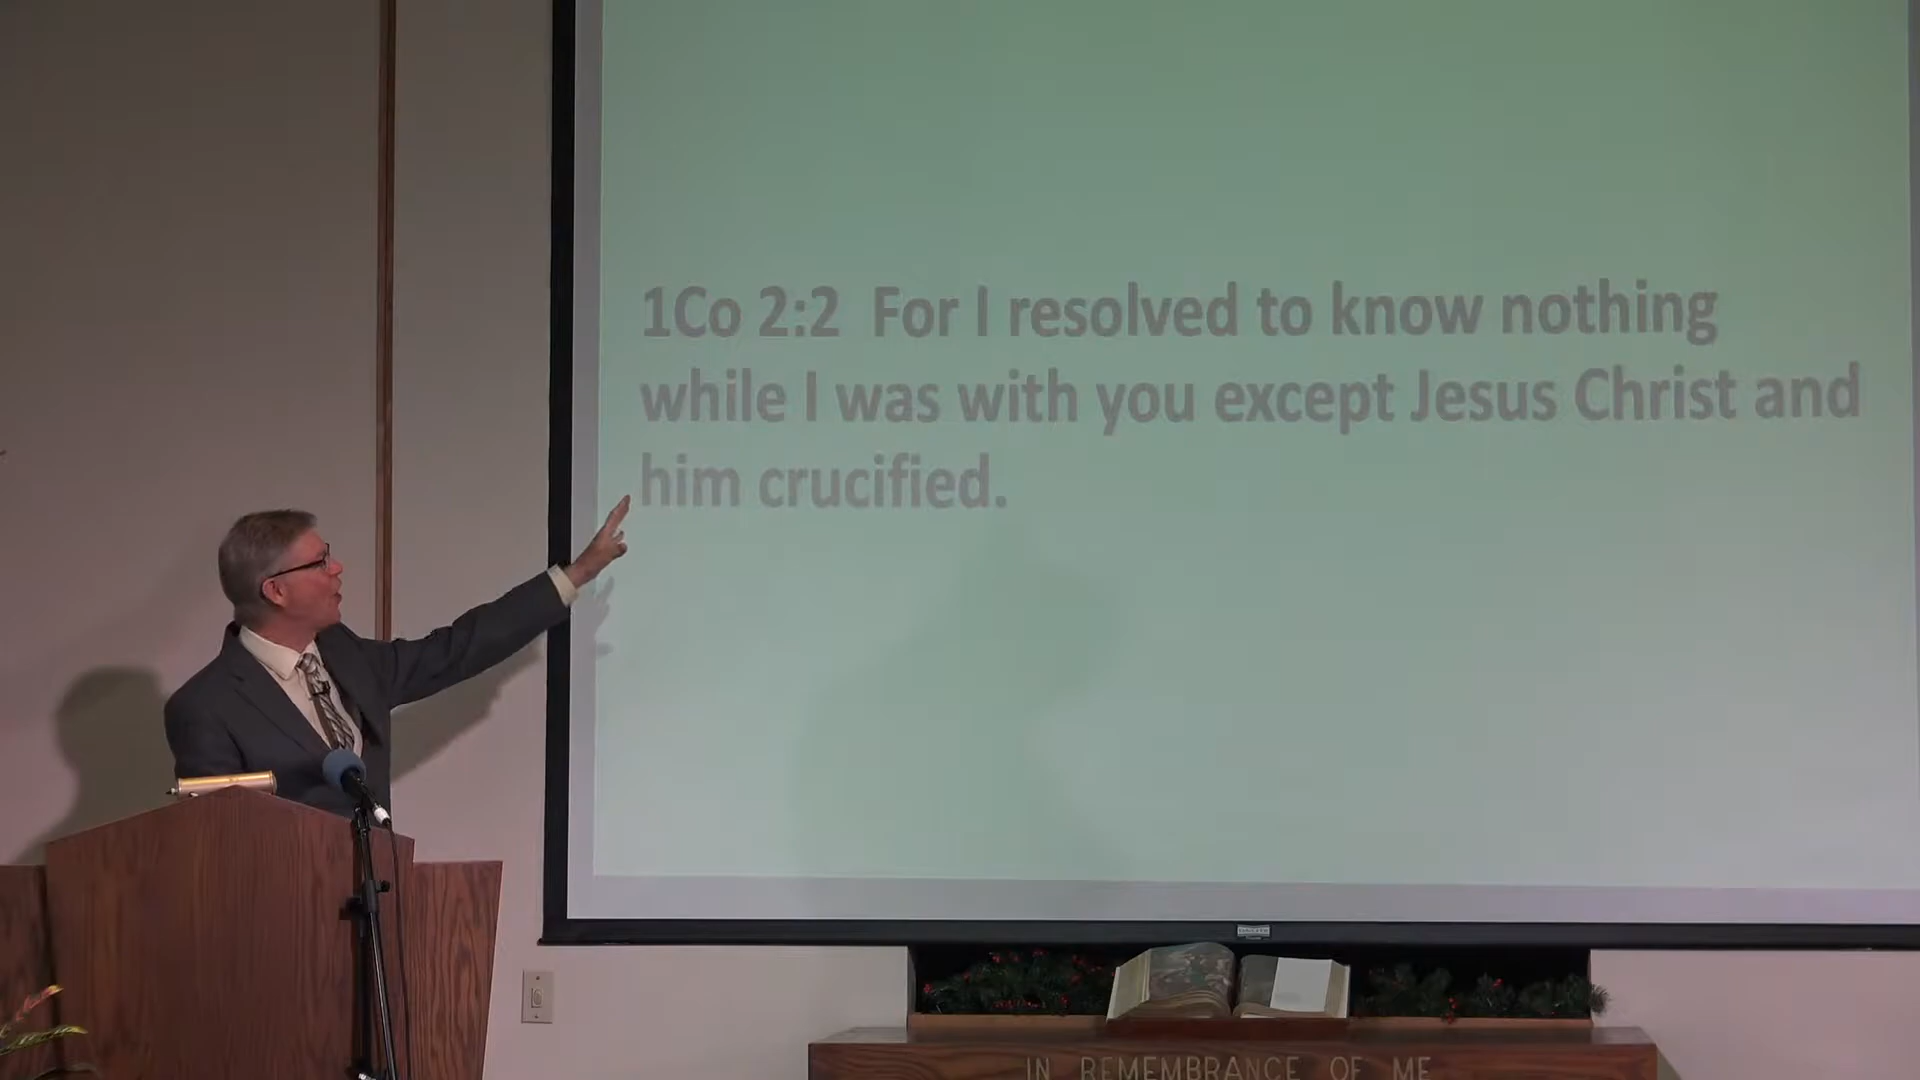 1Co 2:2  For I resolved to know nothing
while I was with you except Jesus Christ and
him crucified.
IN REMEMBRANCE OF ME